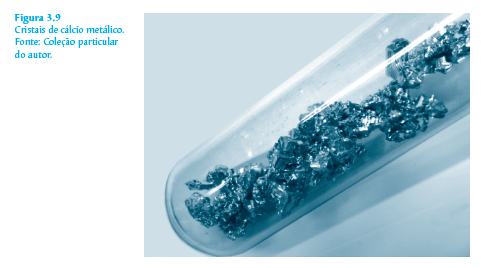 Figura 3.9
Cristais de cálcio metálico.
Fonte: Coleção particular
do autor.